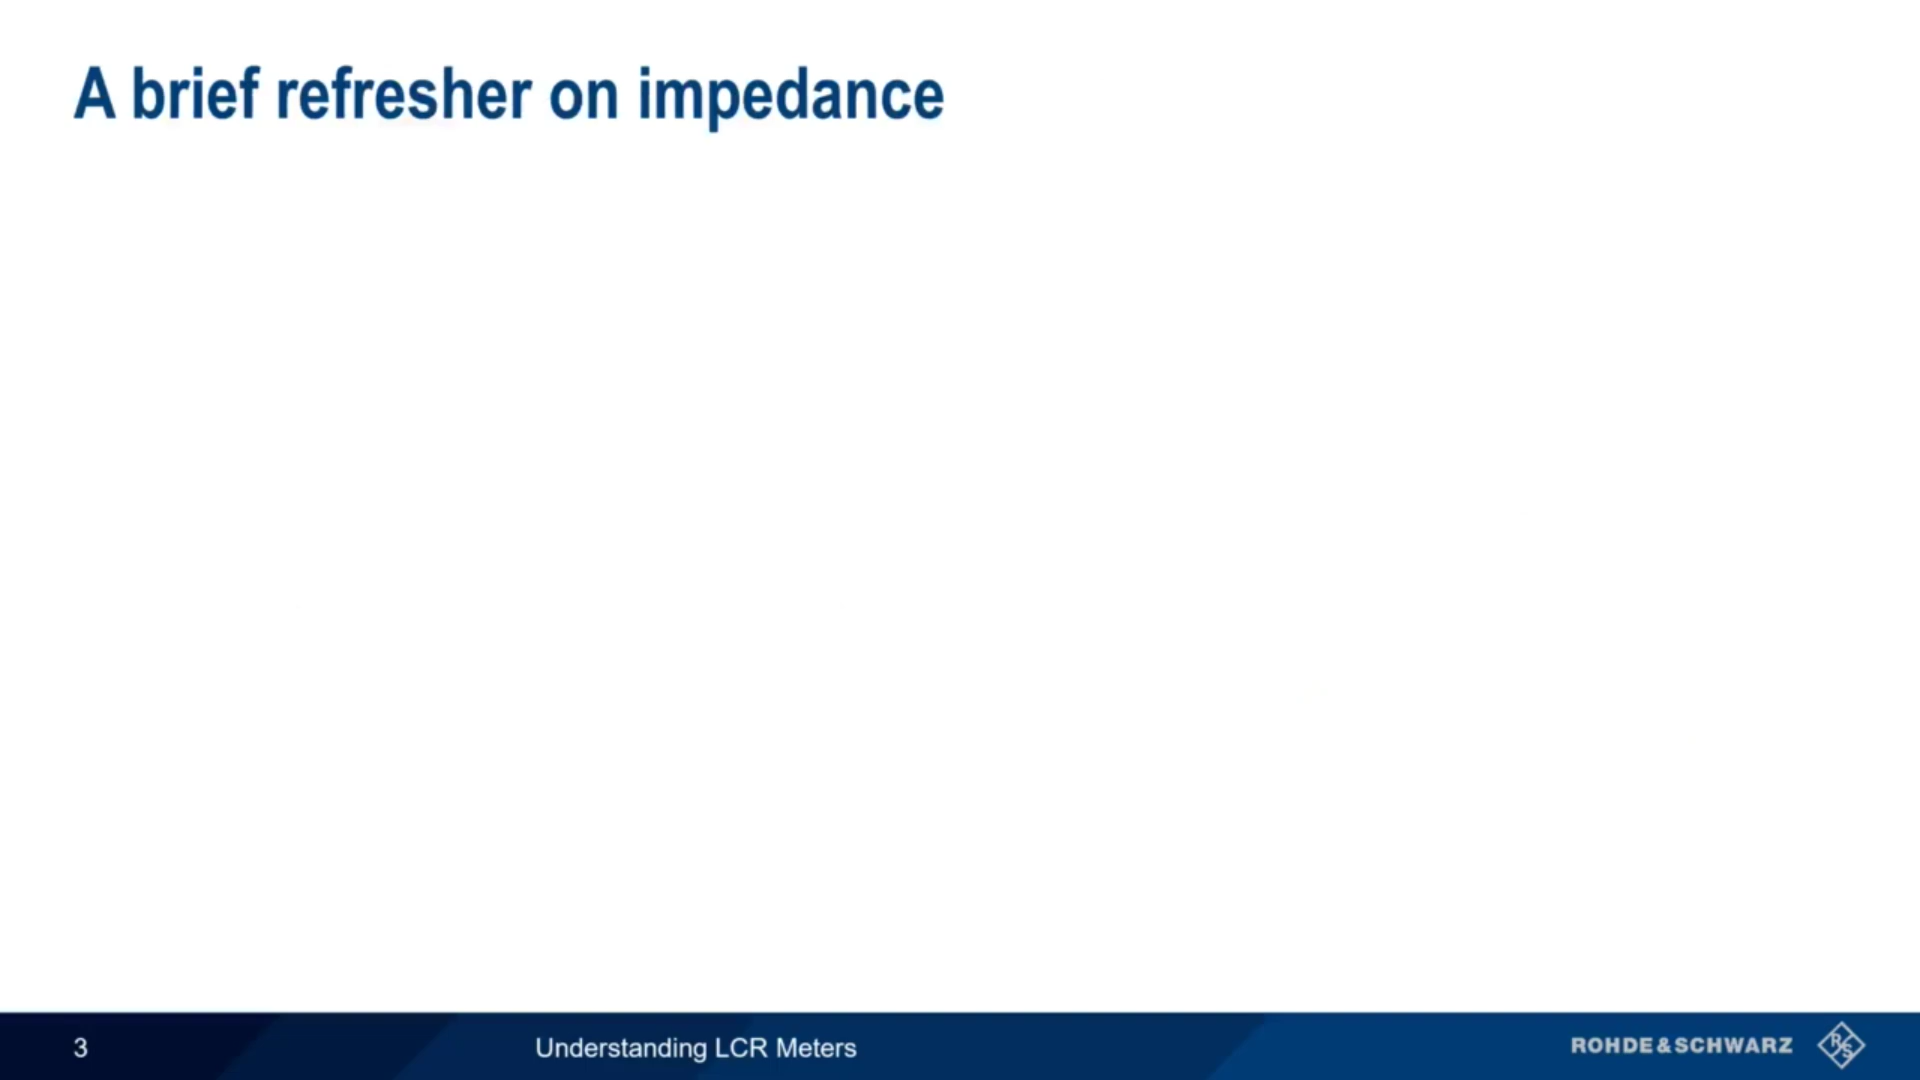 A brief refresher on impedance
3
Understanding LCR Meters
ROHDE&SCHWARZ
R&S